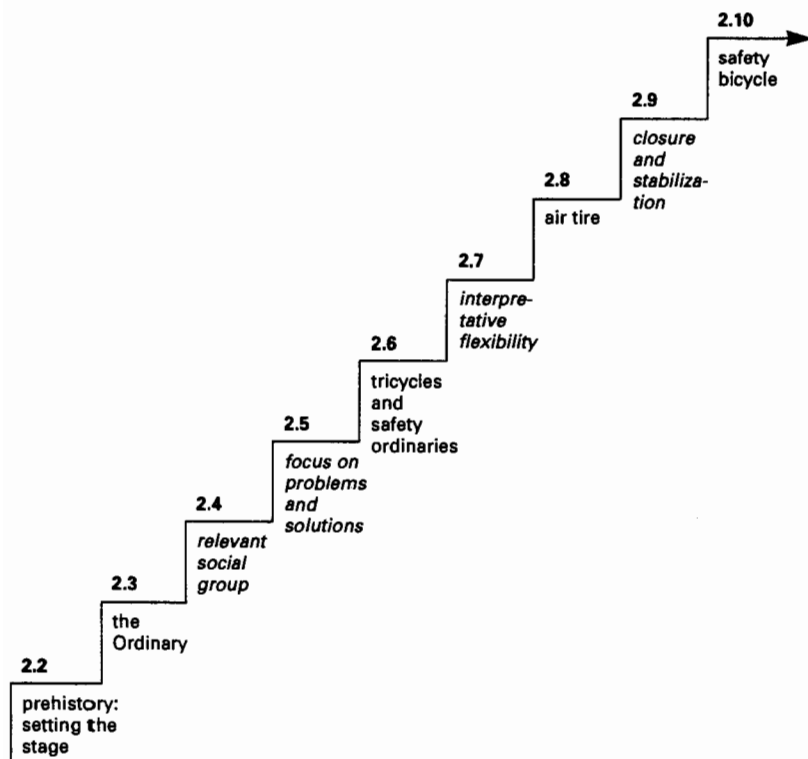 2.10
safety
bicycle
2.9
closure
and
stabiliza-
tion
2.8
air tire
2.7
interpre-
tative
flexibility
2.6
tricycles
and
safety
ordinaries
2.5
focus on
problems
and
solutions
2.4
relevant
social
group
2.3
the
Ordinary
2.2
prehistory:
setting the
stage